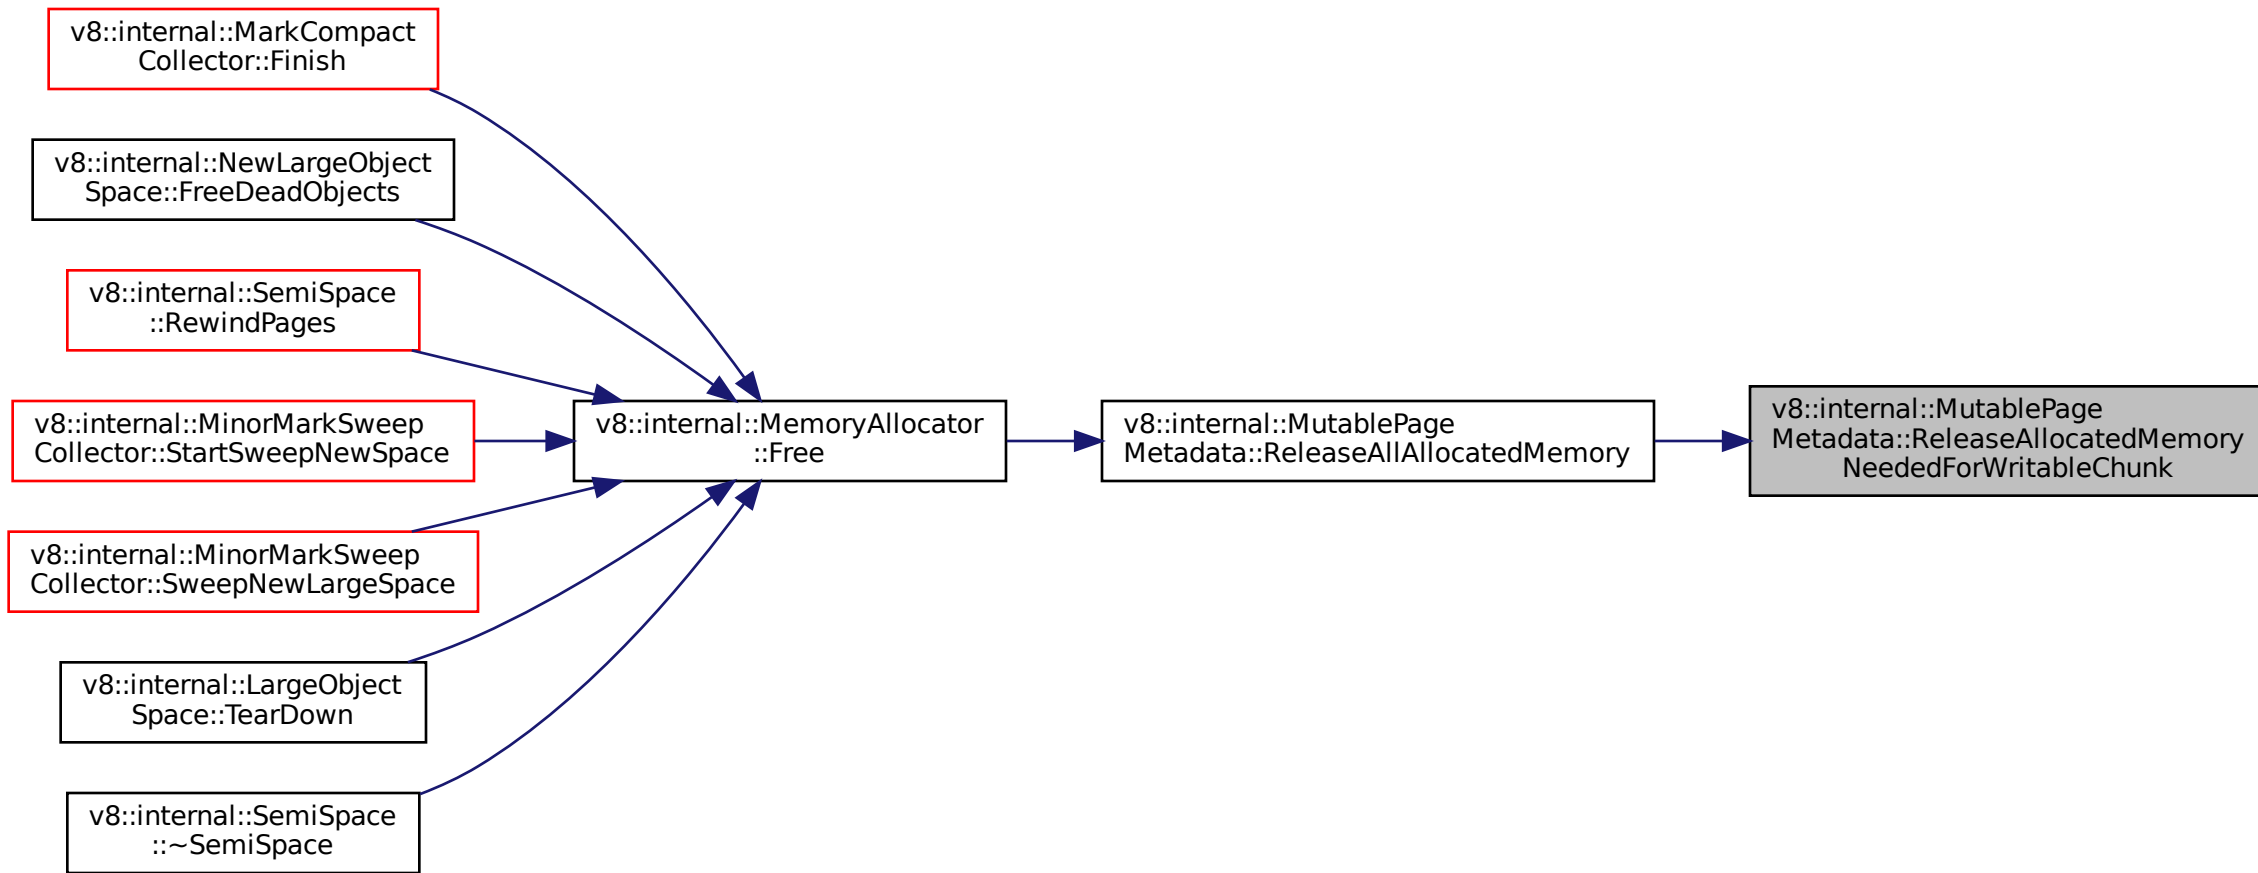 v8::internal::MarkCompact
Collector::Finish
v8::internal::NewLargeObject
Space::FreeDeadObjects
v8::internal::SemiSpace
::RewindPages
v8::internal::MinorMarkSweep
Collector::StartSweepNewSpace
v8::internal::MinorMarkSweep
Collector::SweepNewLargeSpace
v8::internal::LargeObject
Space::TearDown
v8::internal::SemiSpace
::~SemiSpace
v8::internal::MemoryAllocator
::Free
v8::internal::MutablePage
Metadata::ReleaseAllAllocatedMemory
v8::internal::MutablePage
Metadata::ReleaseAllocatedMemory
NeededForWritableChunk